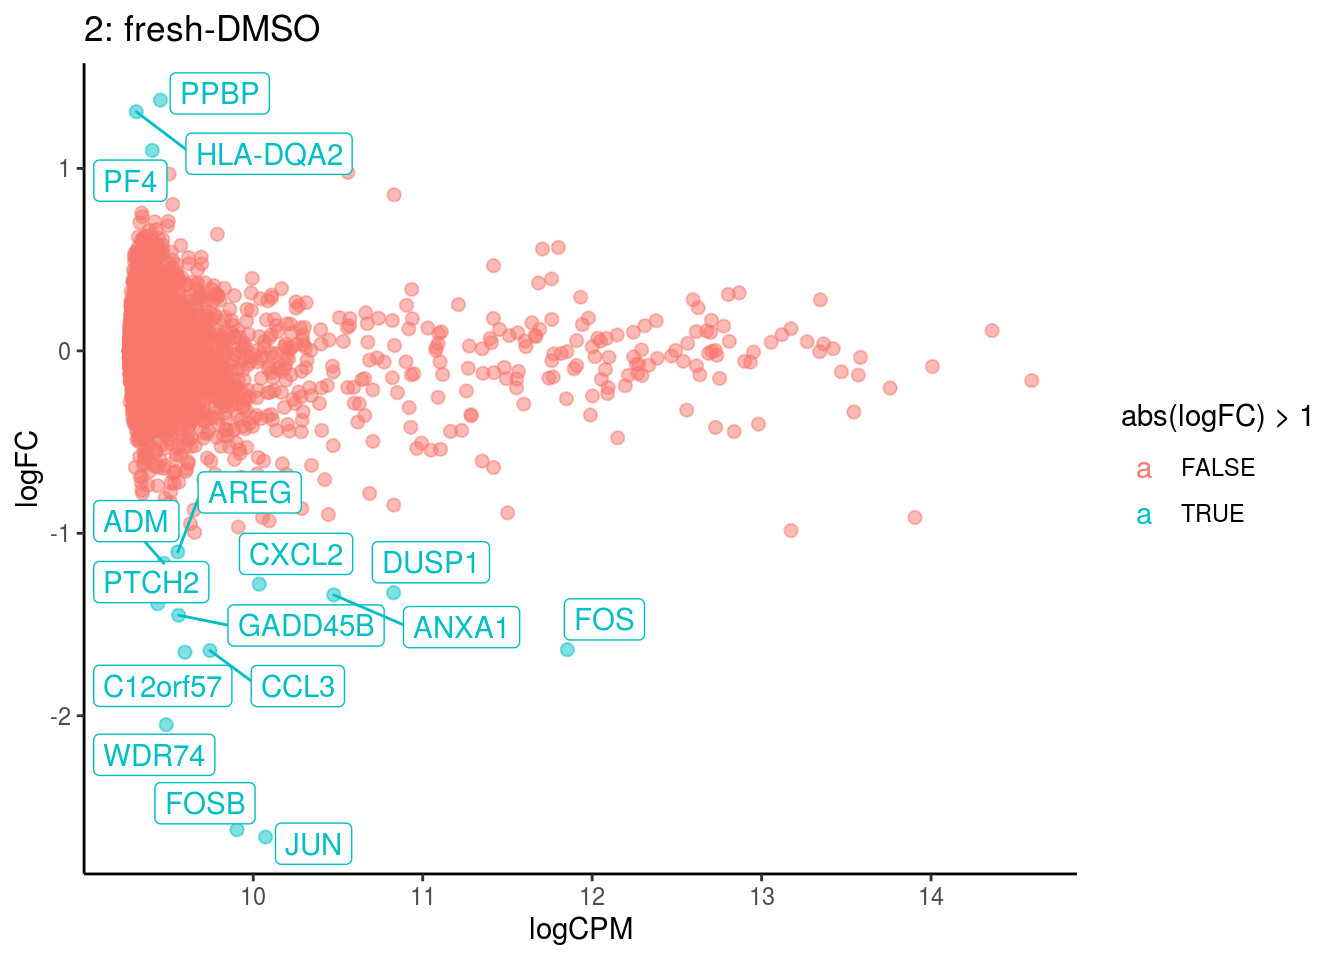 2: fresh-DMSO
PPBP
HLA-DQA2
PF4
1
0
-1
-2
logFC
AREG
ADM
CXCL2
DUSP1
PTCH2
GADD45B
ANXA1
FOS
C12orf57
CCL3
WDR74
FOSB
JUN
10 11 12 13 14
logCPM
abs(logFC) > 1
a FALSE
a TRUE